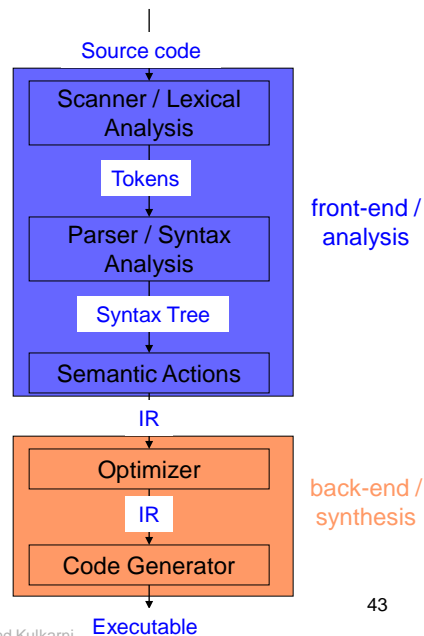 Source code
Scanner / Lexical
Analysis
Tokens
Parser / Syntax
Analysis
front-end /
analysis
Syntax Tree
Semantic Actions
IR
Optimizer
IR
back-end /
synthesis
Code Generator
43
Kulkarni
Executable